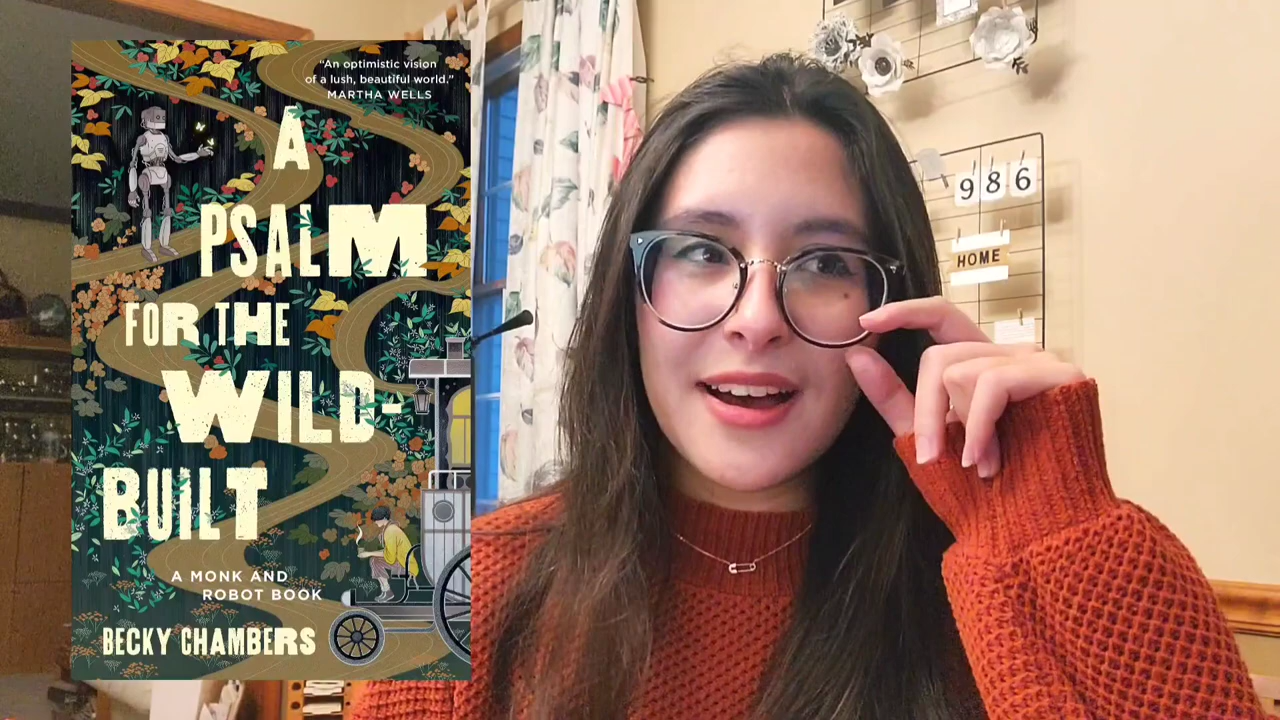 "An optimistic vision
of a lush, beautiful world."
MARTHA WELLS
A
PSALM
FOR THE
WILD-
BUILT
A MONK AND
ROBOT BOOK
BECKY CHAMBERS
986
HOME